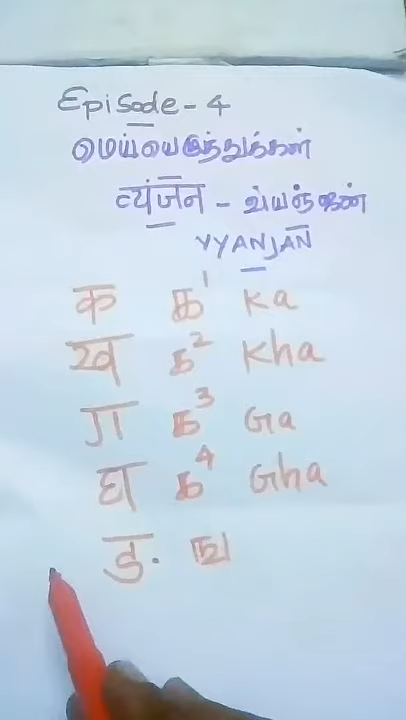 Episode - 4
மெய்யெழுத்துக்கள்
व्यंजन - வ்யஞ்ஜன்
VYANJAN
क க¹ Ka
ख க² Kha
ग க³ Ga
घ க⁴ Gha
ङ ங